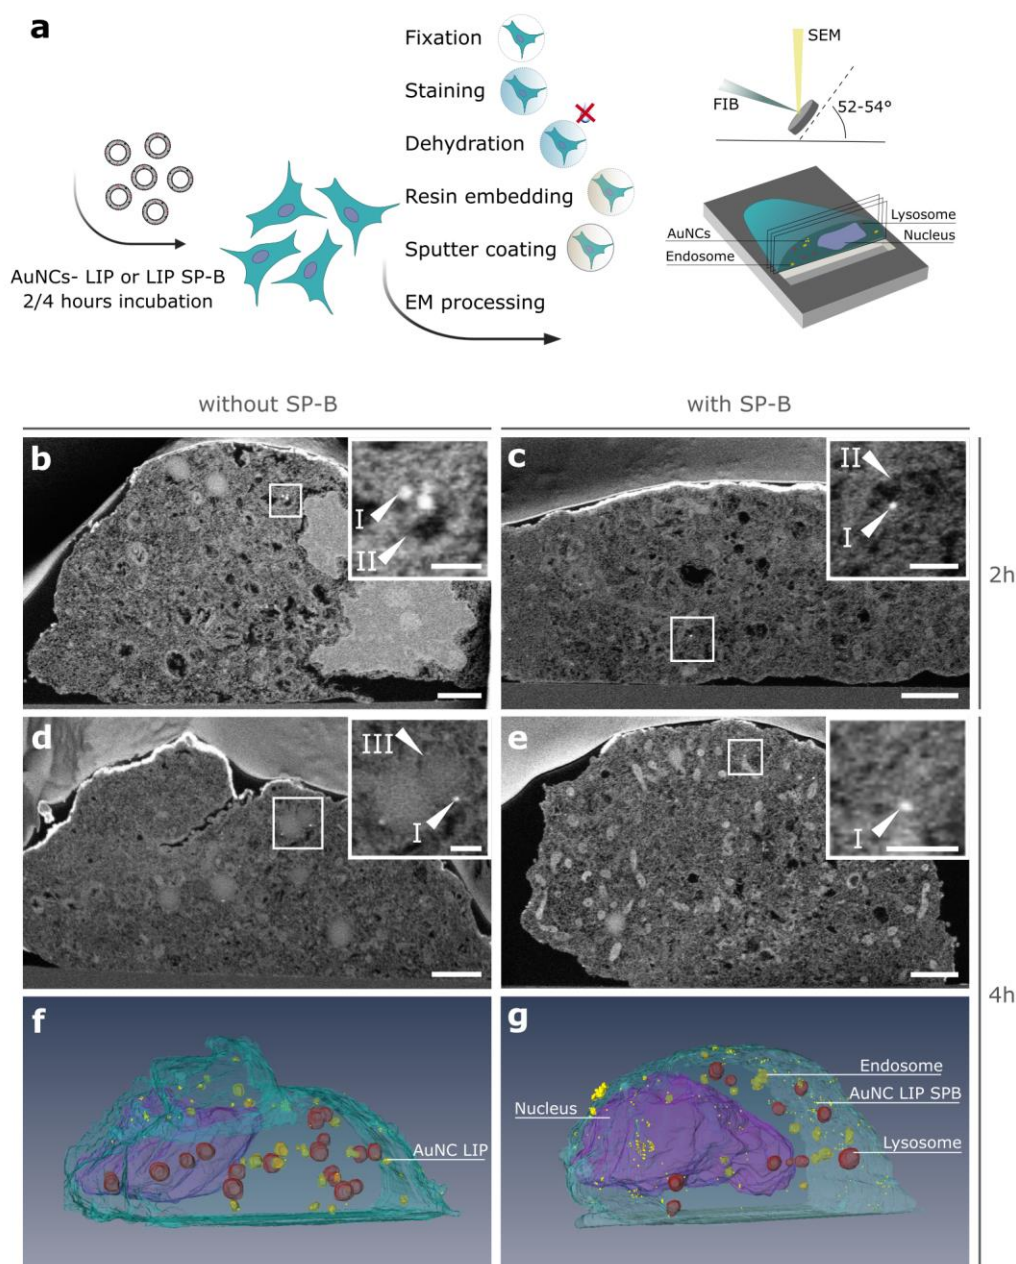 a
AuNCs- LIP or LIP SP-B
2/4 hours incubation
Fixation
Staining
Dehydration
Resin embedding
Sputter coating
EM processing
SEM
FIB
52-54°
AuNCs
Endosome
Lysosome
Nucleus
without SP-B
with SP-B
b
I
II
c
II
I
2h
d
III
I
e
I
4h
f
AuNC LIP
g
Nucleus
Endosome
AuNC LIP SPB
Lysosome